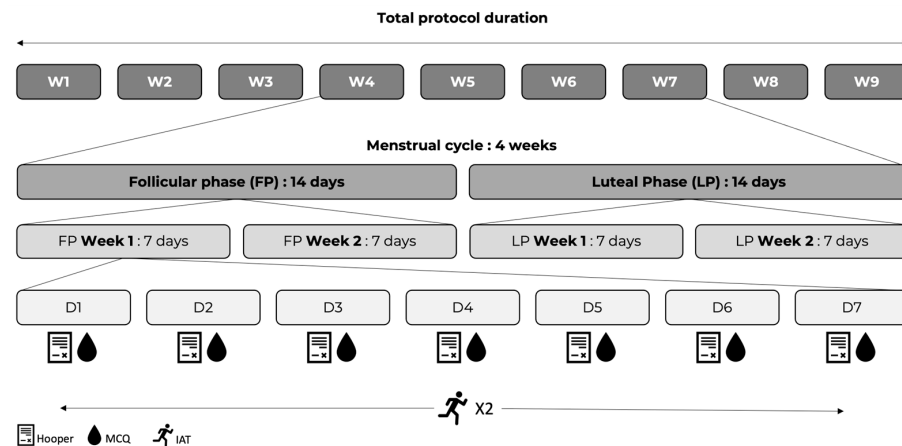 Total protocol duration
W1 W2 W3 W4 W5 W6 W7 W8 W9
Menstrual cycle : 4 weeks
Follicular phase (FP) : 14 days Luteal Phase (LP) : 14 days
FP Week 1 : 7 days FP Week 2 : 7 days LP Week 1 : 7 days LP Week 2 : 7 days
D1 D2 D3 D4 D5 D6 D7
X2
Hooper MCQ IAT